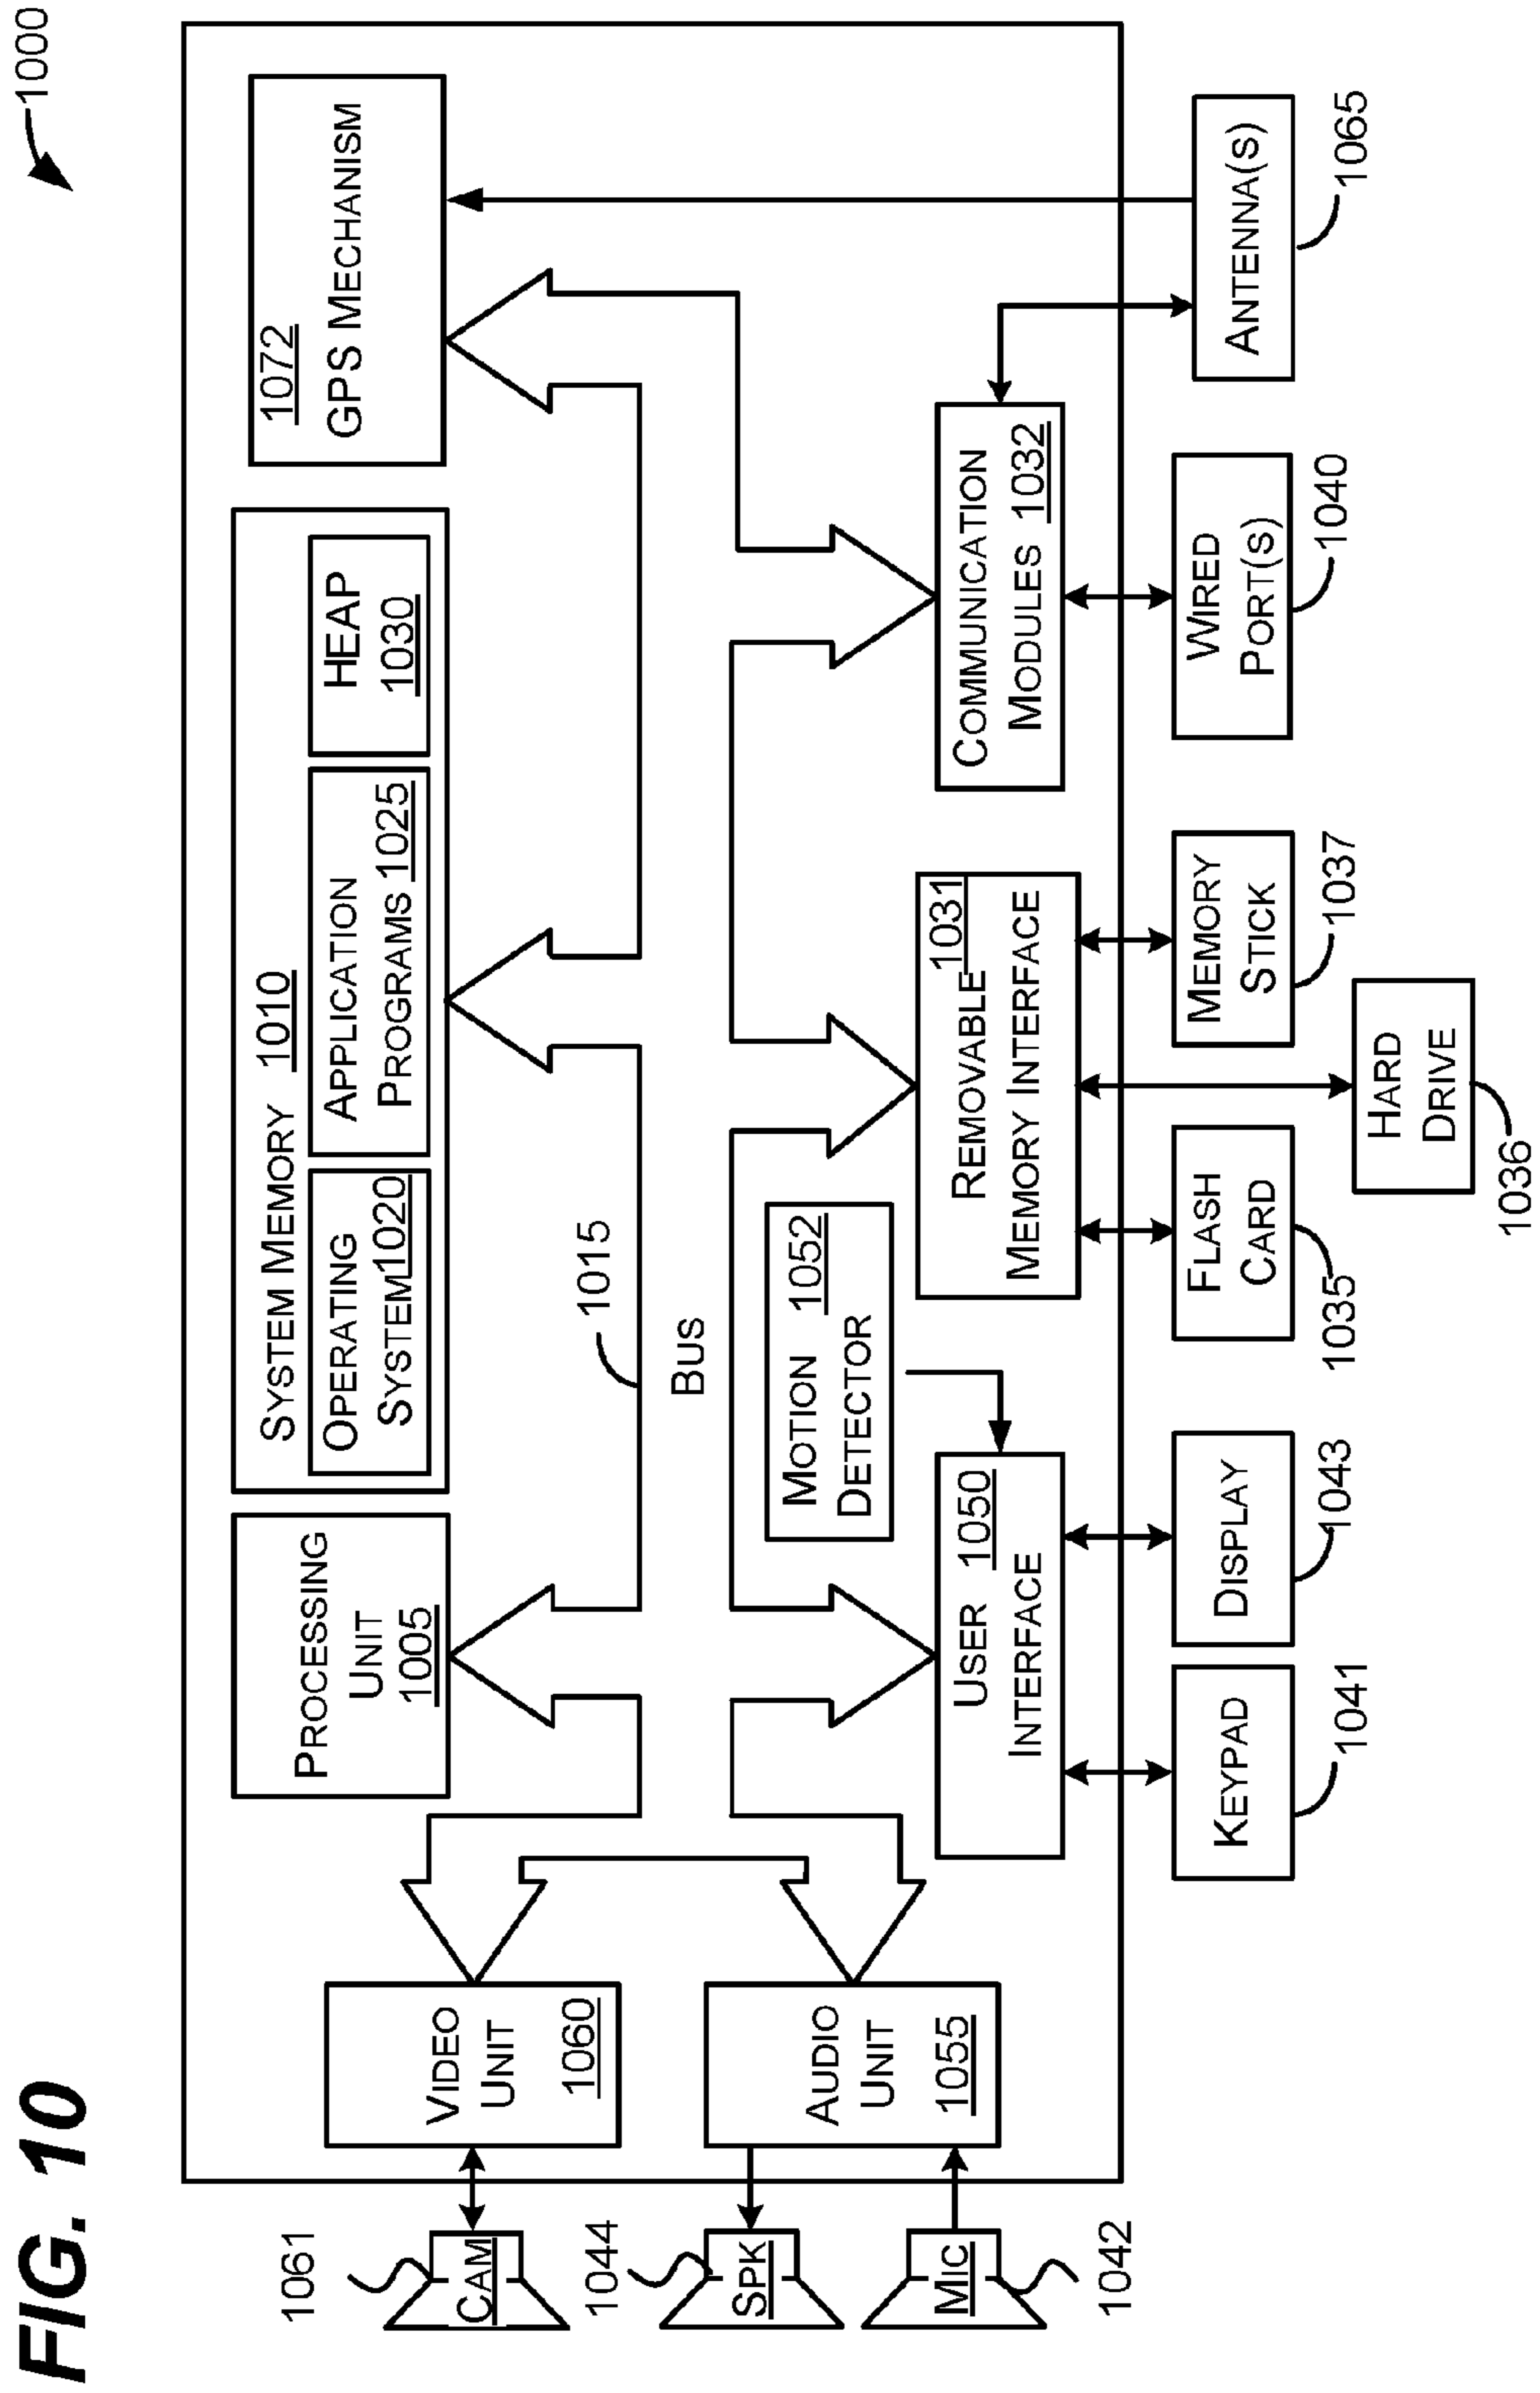 FIG. 10
1000
PROCESSING
UNIT
1005
SYSTEM MEMORY 1010
OPERATING
SYSTEM 1020
APPLICATION
PROGRAMS 1025
HEAP
1030
1072
GPS MECHANISM
VIDEO
UNIT
1060
AUDIO
UNIT
1055
1061
CAM
1044
SPK
MIC
1042
1015
BUS
MOTION 1052
DETECTOR
USER 1050
INTERFACE
1031
REMOVABLE
MEMORY INTERFACE
COMMUNICATION
MODULES 1032
KEYPAD
1041
DISPLAY
1043
FLASH
CARD
1035
HARD
DRIVE
1036
MEMORY
STICK
1037
WIRED
PORT(S)
1040
ANTENNA(S)
1065